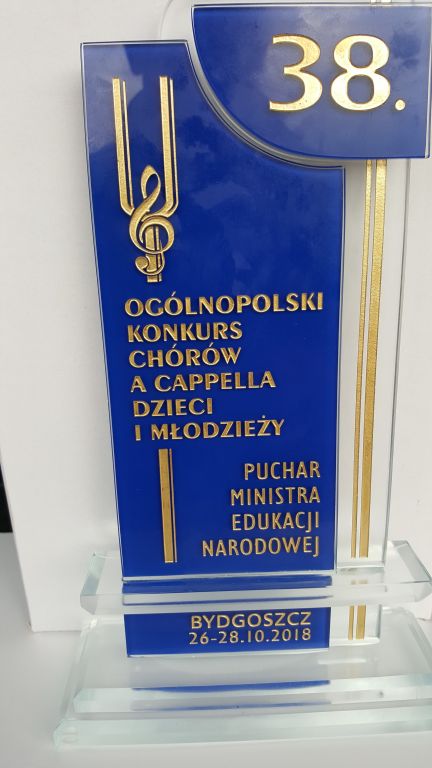 38.
OGÓLNOPOLSKI
KONKURS
CHÓRÓW
A CAPPELLA
DZIECI
I MŁODZIEŻY
PUCHAR
MINISTRA
EDUKACJI
NARODOWEJ
BYDGOSZCZ
26-28.10.2018